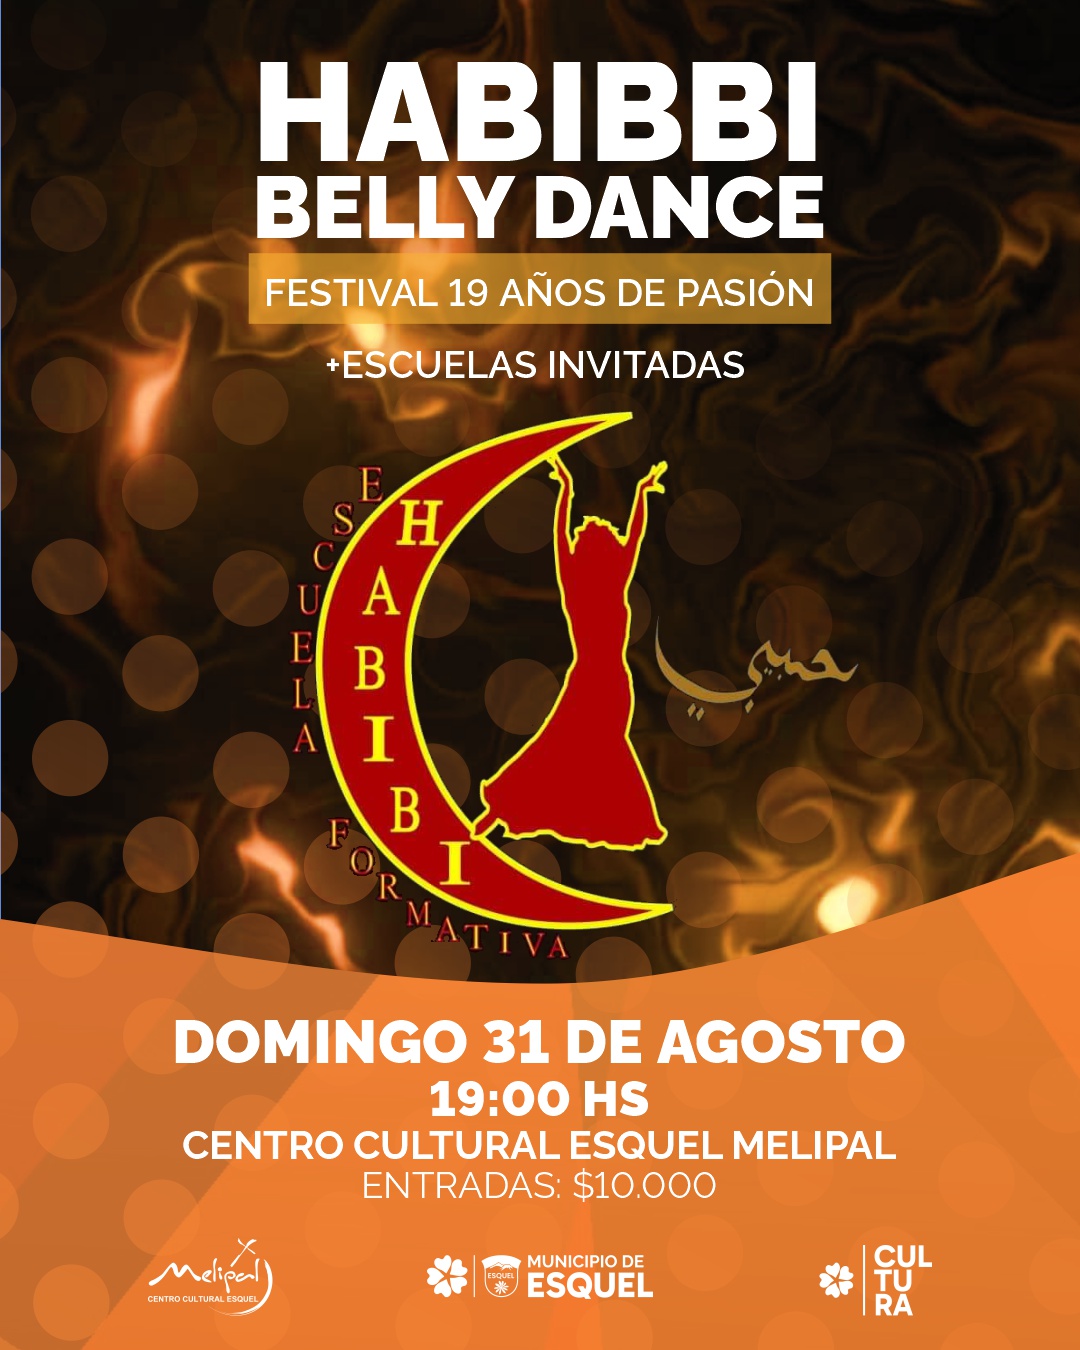 HABIBBI
BELLY DANCE
FESTIVAL 19 AÑOS DE PASIÓN
+ESCUELAS INVITADAS
ESCUELA
HABIBI
FORMATIVA
حبيبي
DOMINGO 31 DE AGOSTO
19:00 HS
CENTRO CULTURAL ESQUEL MELIPAL
ENTRADAS: $10.000
Melipal
CENTRO CULTURAL ESQUEL
ESQUEL
MUNICIPIO DE
ESQUEL
CUL
TU
RA